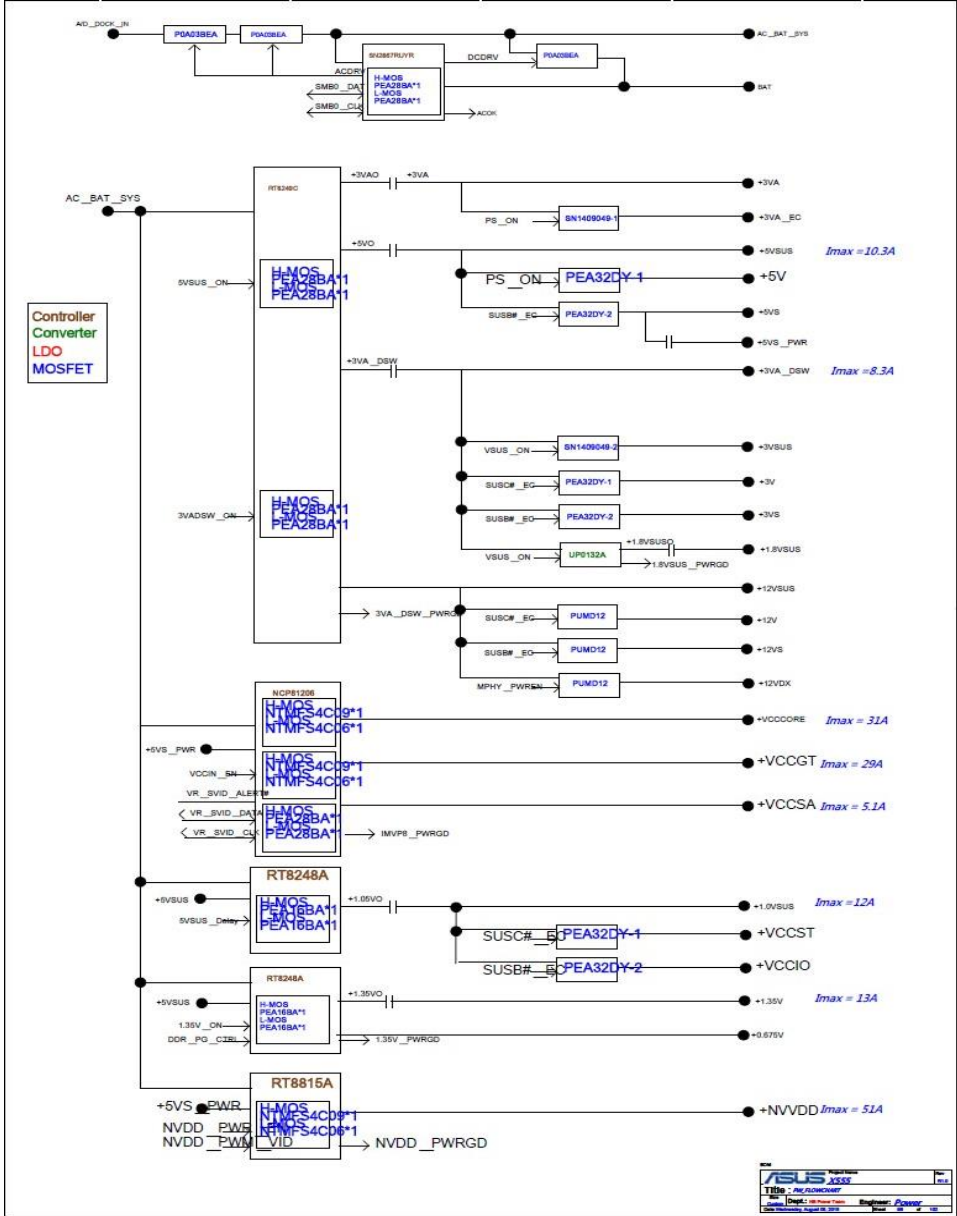 A/D_DOCK_IN
P0A03BEA
P0A03BEA
AC_BAT_SYS
SN3867RUYR
DCDRV
P0A03BEA
ACDRV
H-MOS
PEA28BA*1
L-MOS
PEA28BA*1
SMB0_DAT
BAT
SMB0_CLK
ACOK
AC_BAT_SYS
+3VAO
+3VA
+3VA
PS_ON
SN1409049-1
+3VA_EC
+5VO
+5VSUS
Imax =10.3A
H-MOS
PEA28BA*1
L-MOS
PEA28BA*1
5VSUS_ON
PS_ON
PEA32DY-1
+5V
SUSB#_EC
PEA32DY-2
+5VS
+5VS_PWR
Controller
Converter
LDO
MOSFET
+3VA_DSW
+3VA_DSW
Imax =8.3A
VSUS_ON
SN1409049-2
+3VSUS
SUSC#_EC
PEA32DY-1
+3V
3VADSW_ON
H-MOS
PEA28BA*1
L-MOS
PEA28BA*1
SUSB#_EC
PEA32DY-2
+3VS
VSUS_ON
UP0132A
+1.8VSUSO
+1.8VSUS
1.8VSUS_PWRGD
+12VSUS
3VA_DSW_PWRGD
SUSC#_EC
PUMD12
+12V
SUSB#_EC
PUMD12
+12VS
MPHY_PWREN
PUMD12
+12VDX
NCP81206
H-MOS
NTMFS4C09*1
L-MOS
NTMFS4C06*1
+VCCCORE
Imax = 31A
+5VS_PWR
VCCIN_EN
H-MOS
NTMFS4C09*1
L-MOS
NTMFS4C06*1
+VCCGT
Imax = 29A
VR_SVID_ALERT#
VR_SVID_DATA
VR_SVID_CLK
H-MOS
PEA28BA*1
L-MOS
PEA28BA*1
+VCCSA
Imax = 5.1A
IMVP8_PWRGD
RT8248A
+5VSUS
5VSUS_Delay
H-MOS
PEA16BA*1
L-MOS
PEA16BA*1
+1.05VO
+1.0VSUS
Imax =12A
SUSC#_EC
PEA32DY-1
+VCCST
SUSB#_EC
PEA32DY-2
+VCCIO
RT8248A
+5VSUS
1.35V_ON
DDR_PG_CTRL
H-MOS
PEA16BA*1
L-MOS
PEA16BA*1
+1.35VO
+1.35V
Imax = 13A
+0.675V
1.35V_PWRGD
RT8815A
+5VS_PWR
H-MOS
NTMFS4C09*1
L-MOS
NTMFS4C06*1
+NVVDD
Imax = 51A
NVDD_PWM_VID
NVDD_PWRGD
ASUS
Project Name
X555
Rev
Title : PW_FLOWCHART
Size
Custom
Dept.:
Power Team
Engineer: Power